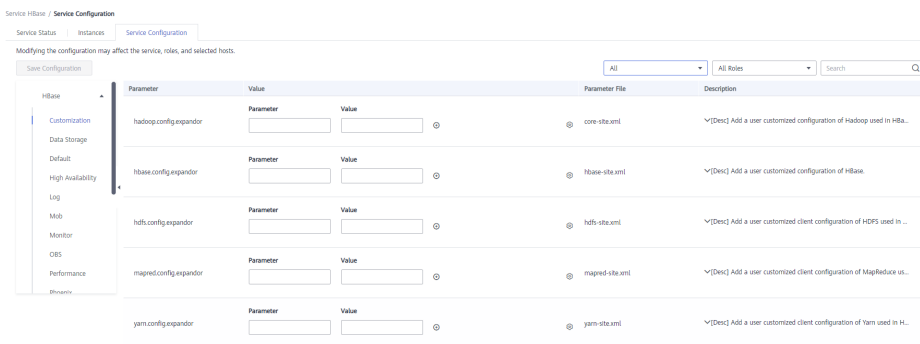 Service HBase / Service Configuration
Service Status Instances Service Configuration
Modifying the configuration may affect the service, roles, and selected hosts.
Save Configuration All All Roles Search
HBase
Customization
Data Storage
Default
High Availability
Log
Mob
Monitor
OBS
Performance
Phoenix
Parameter Value Parameter File Description
Parameter Value
hadoop.config.expandor core-site.xml [Desc] Add a user customized configuration of Hadoop used in HBa...
Parameter Value
hbase.config.expandor hbase-site.xml [Desc] Add a user customized configuration of HBase.
Parameter Value
hdfs.config.expandor hdfs-site.xml [Desc] Add a user customized client configuration of HDFS used in ...
Parameter Value
mapred.config.expandor mapred-site.xml [Desc] Add a user customized client configuration of MapReduce us...
Parameter Value
yarn.config.expandor yarn-site.xml [Desc] Add a user customized client configuration of Yarn used in H...